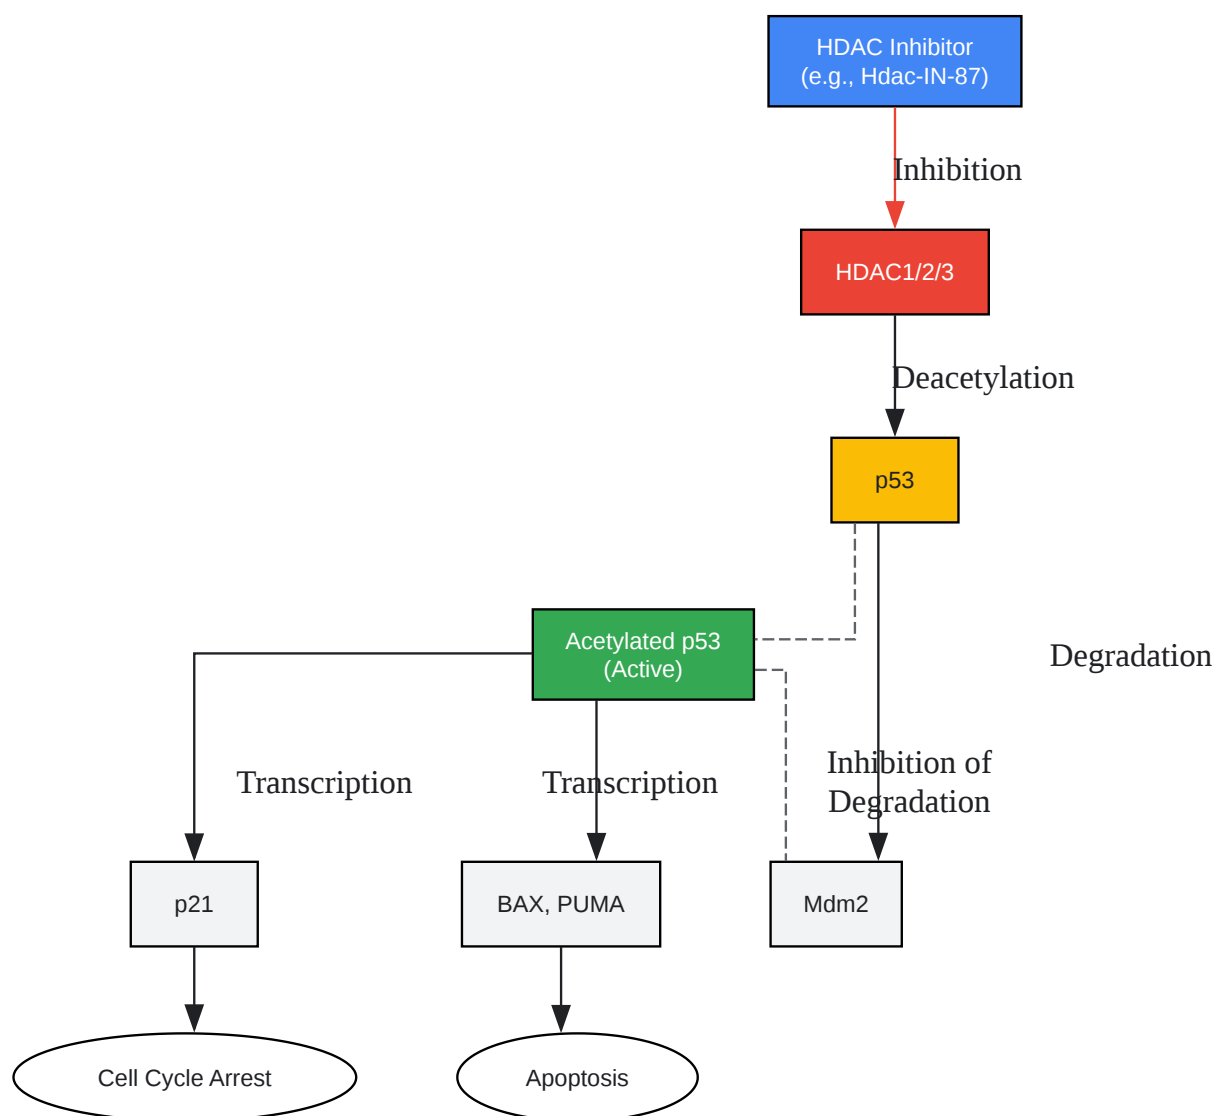 HDAC Inhibitor
(e.g., Hdac-IN-87)
Inhibition
HDAC1/2/3
Deacetylation
p53
Acetylated p53
(Active)
Degradation
Transcription
Transcription
Inhibition of
Degradation
p21
BAX, PUMA
Mdm2
Cell Cycle Arrest
Apoptosis